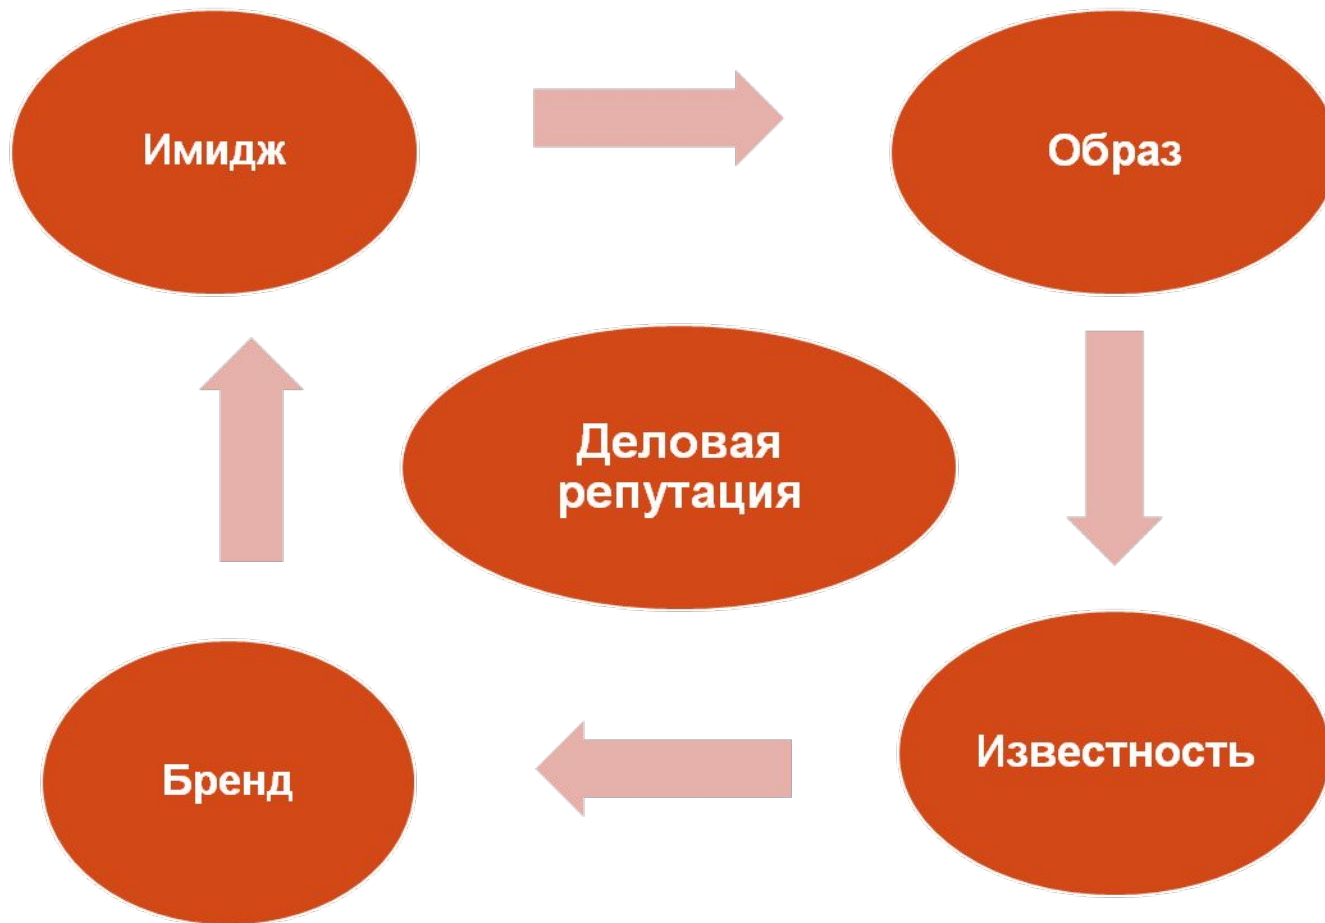 Имидж
Образ
Деловая
репутация
Известность
Бренд